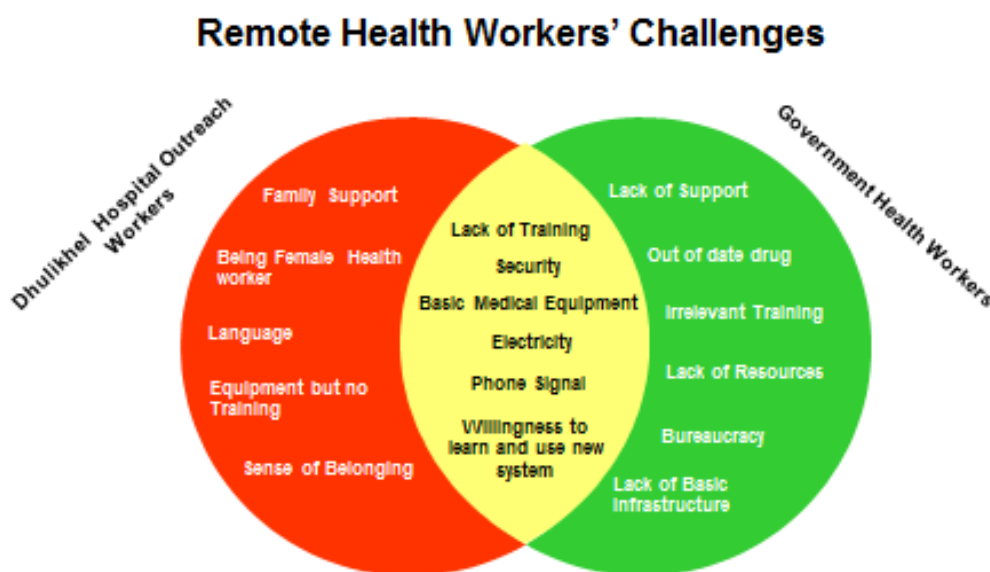 Remote Health Workers' Challenges
Dhulikhel Hospital Outreach
Workers
Government Health Workers
Family Support
Being Female Health
worker
Language
Equipment but no
Training
Sense of Belonging
Lack of Training
Security
Basic Medical Equipment
Electricity
Phone Signal
Willingness to
learn and use new
system
Lack of Support
Out of date drug
Irrelevant Training
Lack of Resources
Bureaucracy
Lack of Basic
Infrastructure